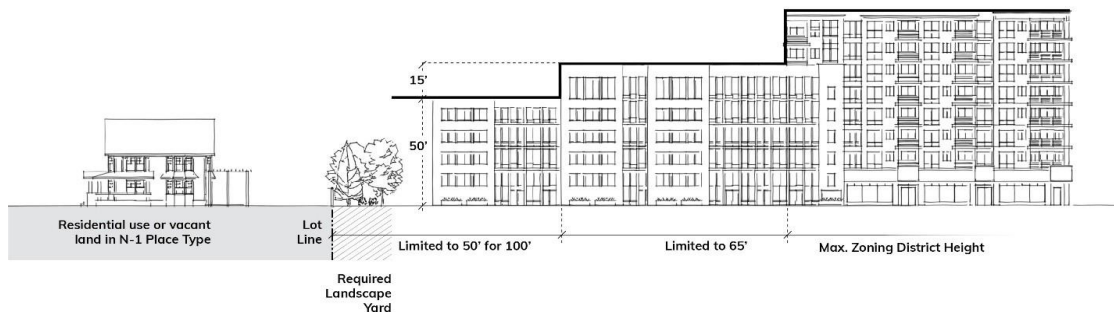 15'
50'
Residential use or vacant
land in N-1 Place Type
Lot
Line
Limited to 50' for 100'
Limited to 65'
Max. Zoning District Height
Required
Landscape
Yard